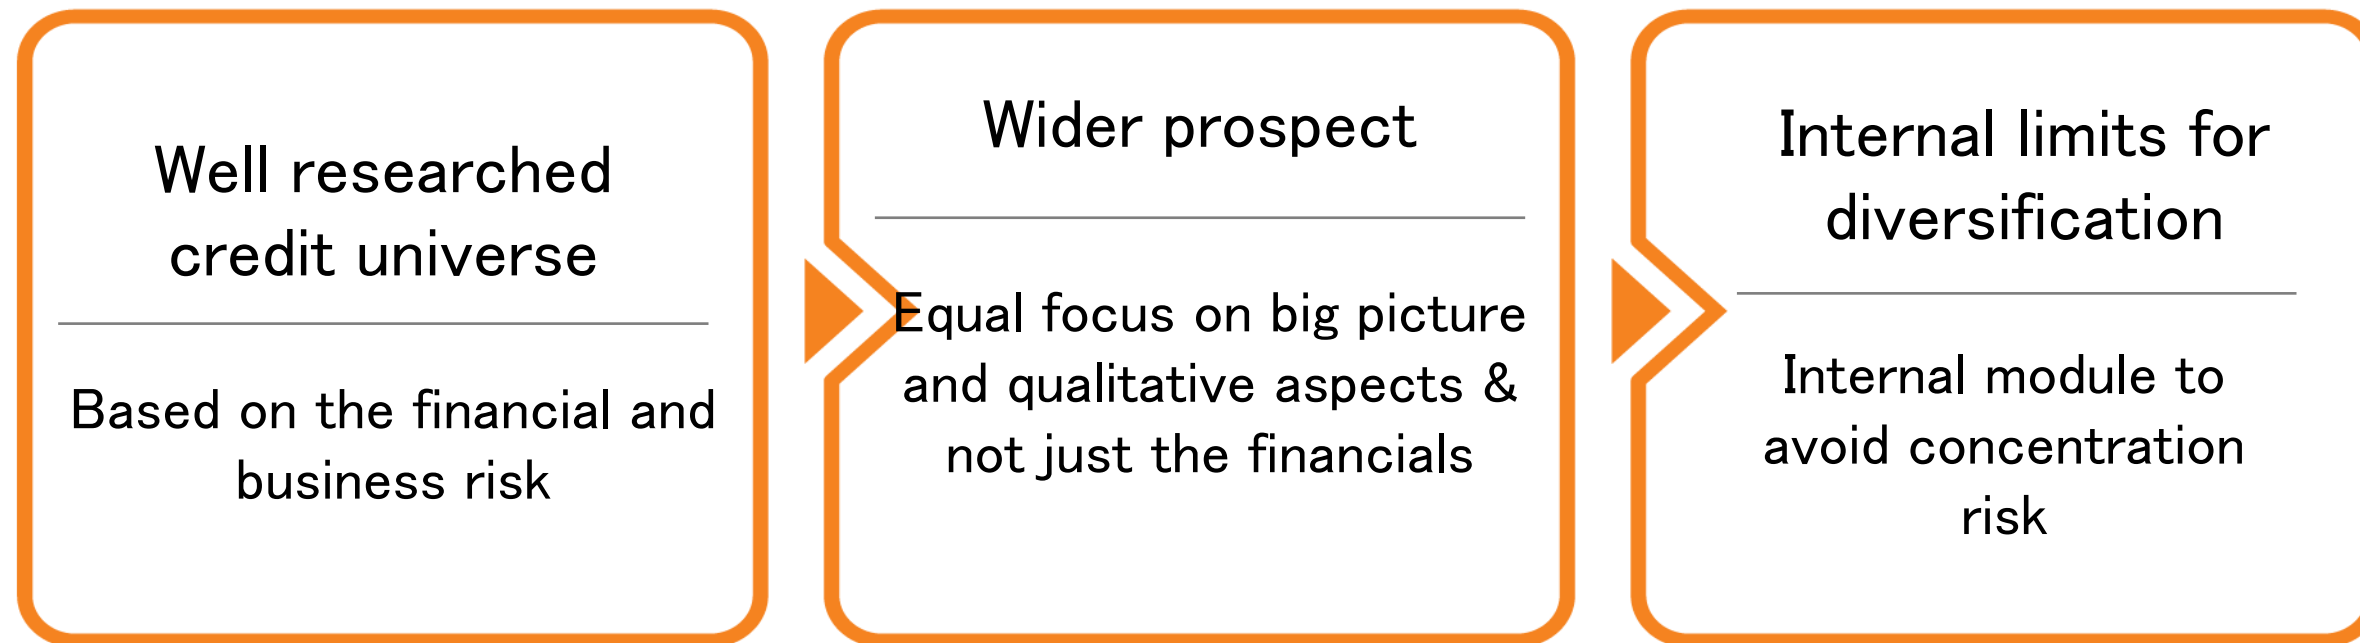 Well researched
credit universe
Based on the financial and
business risk
Wider prospect
Equal focus on big picture
and qualitative aspects &
not just the financials
Internal limits for
diversification
Internal module to
avoid concentration
risk